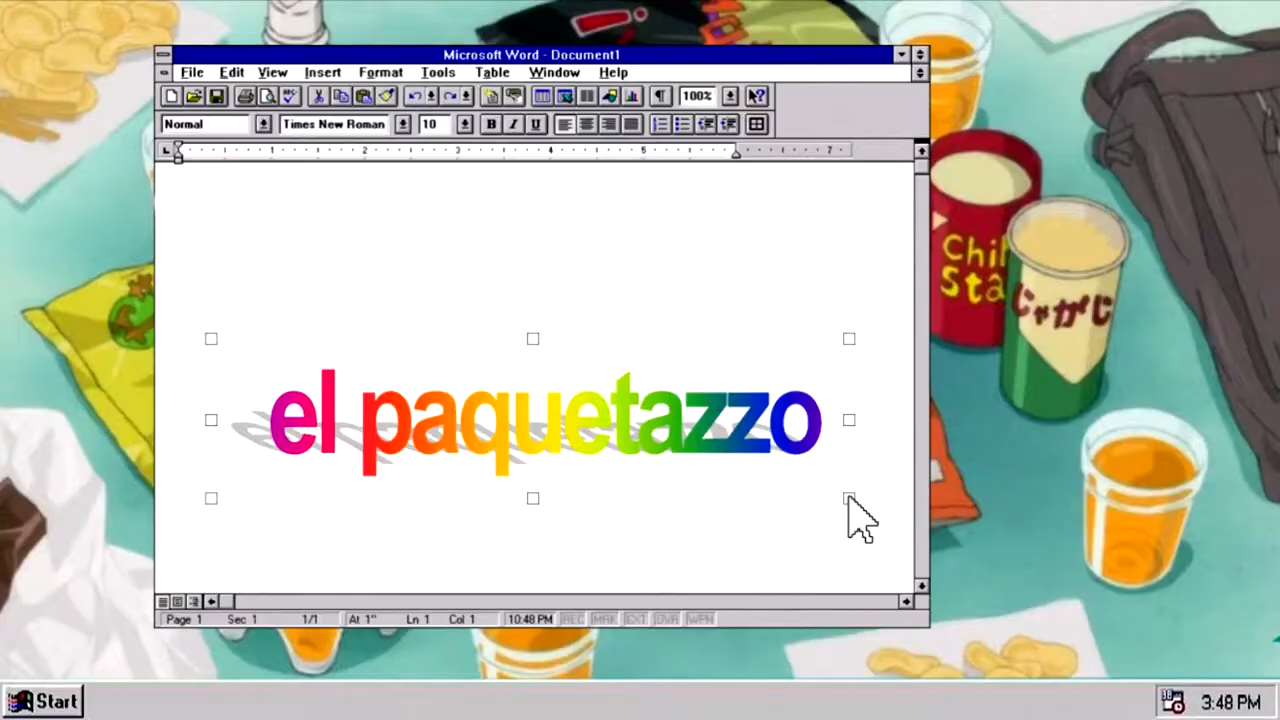 Microsoft Word - Document1
File Edit View Insert Format Tools Table Window Help
100%
Normal Times New Roman 10 B I U
1 2 3 4 5 7
el paquetazzo
Page 1 Sec 1 1/1 At 1" Ln 1 Col 1 10:48 PM REC MRK EXT OVR WPH
Chi
Sta
じゃがじ
Start 3:48 PM